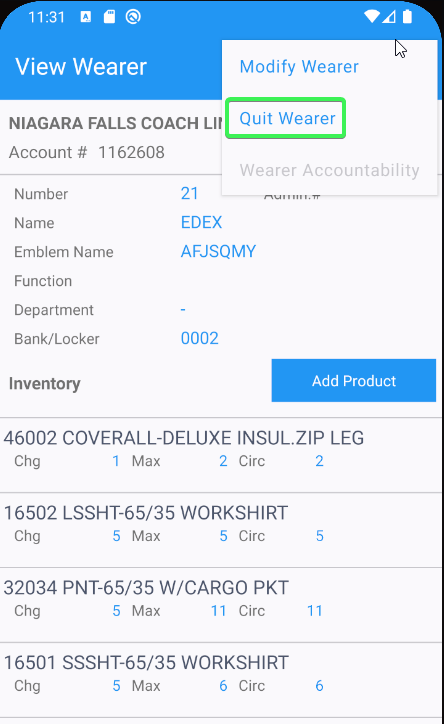 11:31
View Wearer
Modify Wearer
Quit Wearer
Wearer Accountability
NIAGARA FALLS COACH
Account # 1162608
Number 21 Admin.#
Name EDEX
Emblem Name AFJSQMY
Function
Department -
Bank/Locker 0002
Inventory Add Product
46002 COVERALL-DELUXE INSUL.ZIP LEG
Chg 1 Max 2 Circ 2
16502 LSSHT-65/35 WORKSHIRT
Chg 5 Max 5 Circ 5
32034 PNT-65/35 W/CARGO PKT
Chg 5 Max 11 Circ 11
16501 SSSHT-65/35 WORKSHIRT
Chg 5 Max 6 Circ 6